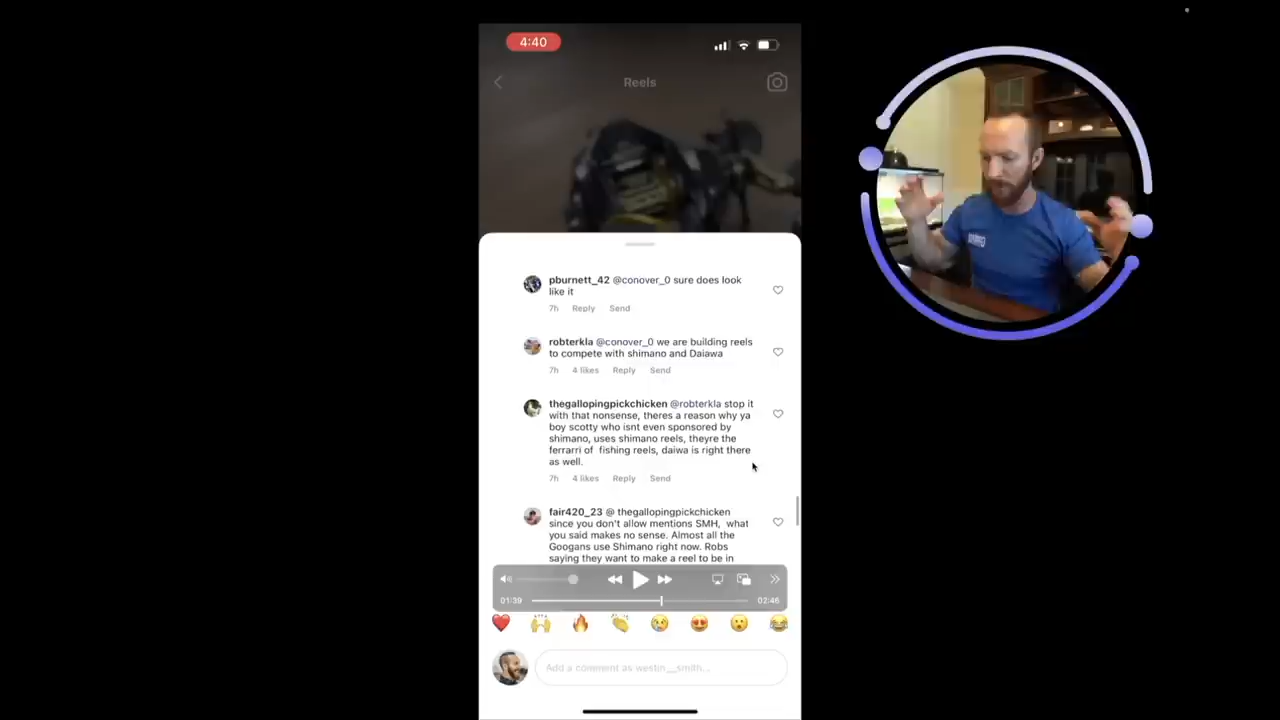 4:40
Reels
pburnett_42 @conover_0 sure does look
like it
7h Reply Send
robterkla @conover_0 we are building reels
to compete with shimano and Daiawa
7h 4 likes Reply Send
thegallopingpickchicken @robterkla stop it
with that nonsense, theres a reason why ya
boy scotty who isnt even sponsored by
shimano, uses shimano reels, theyre the
ferrarri of fishing reels, daiwa is right there
as well.
7h 4 likes Reply Send
fair420_23 @ thegallopingpickchicken
since you don't allow mentions SMH, what
you said makes no sense. Almost all the
Googans use Shimano right now. Robs
saying they want to make a reel to be in
01:39 02:46
Add a comment as westin__smith...